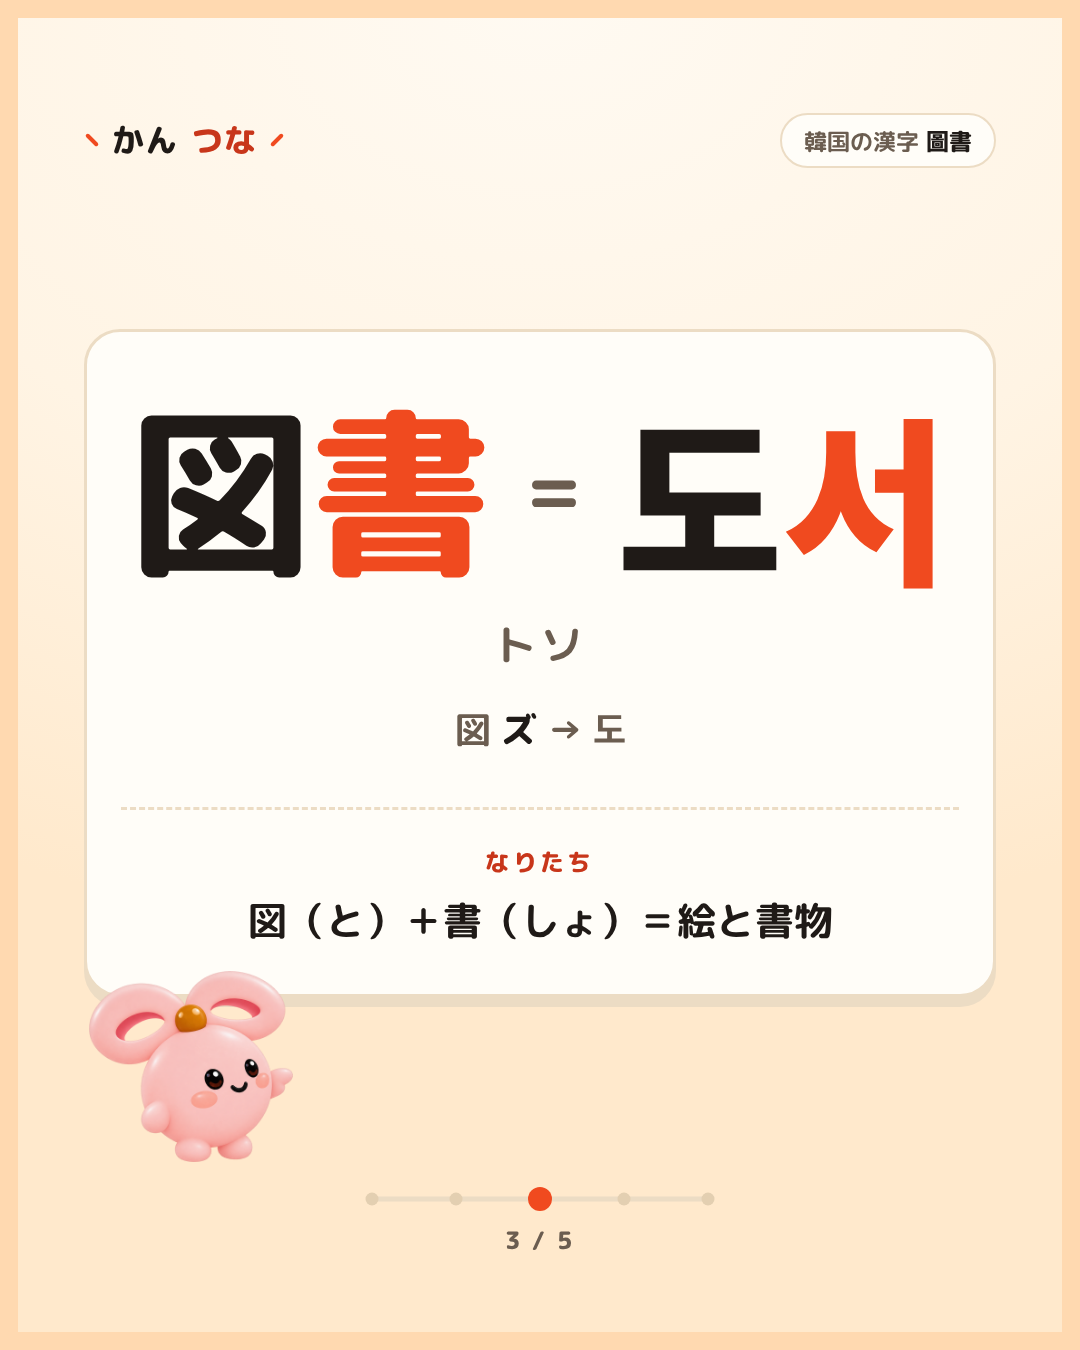 かん つな
韓国の漢字 圖書
図書 = 도서
トソ
図 ズ → 도
なりたち
図（と）＋書（しょ）＝絵と書物
3 / 5